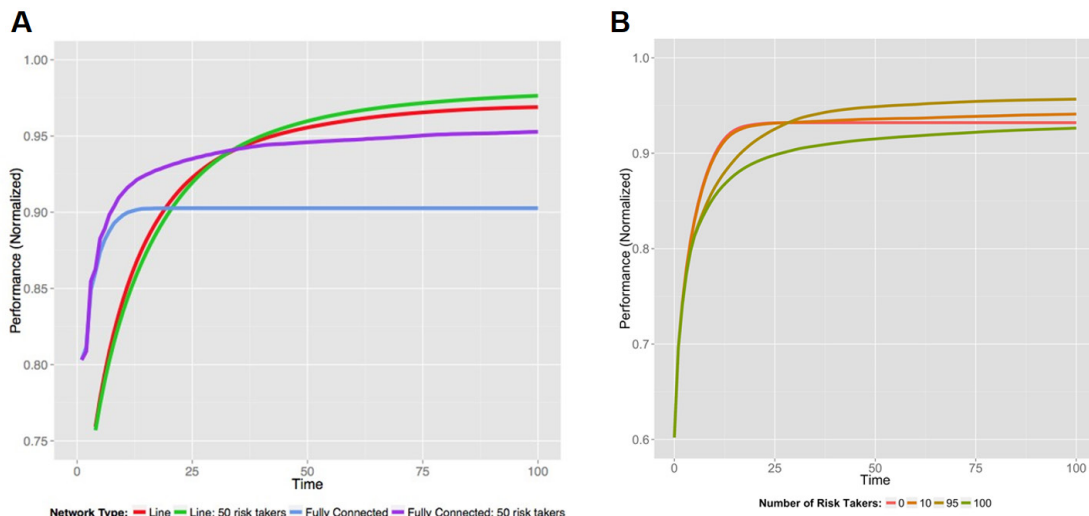 A
Performance (Normalized)
1.00
0.95
0.90
0.85
0.80
0.75
0
25
50
75
100
Time
Network Type: Line Line: 50 risk takers Fully Connected Fully Connected: 50 risk takers
B
Performance (Normalized)
1.0
0.9
0.8
0.7
0.6
0
25
50
75
100
Time
Number of Risk Takers: 0 10 95 100